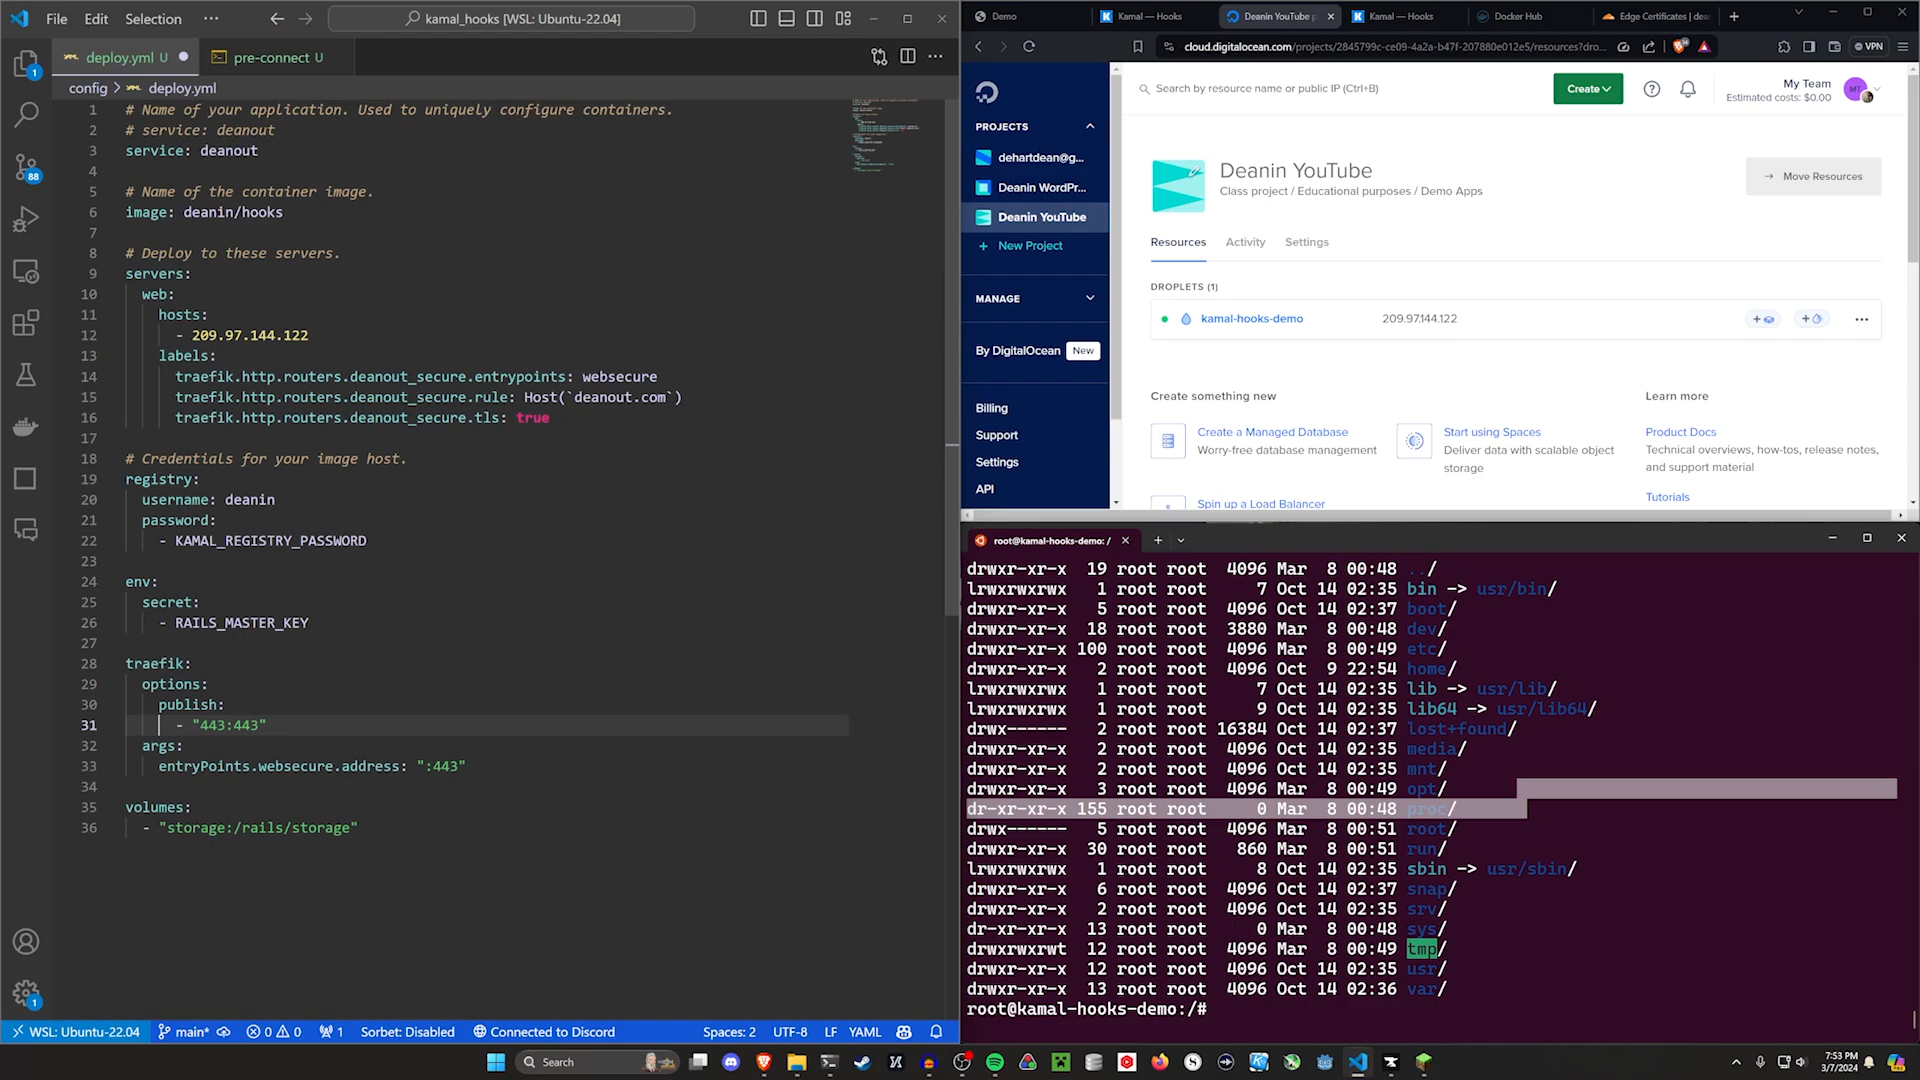 File Edit Selection ··· kamal_hooks [WSL: Ubuntu-22.04]
deploy.yml U
pre-connect U
config > deploy.yml
1 # Name of your application. Used to uniquely configure containers.
2 # service: deanout
3 service: deanout
4
5 # Name of the container image.
6 image: deanin/hooks
7
8 # Deploy to these servers.
9 servers:
10 web:
11 hosts:
12 - 209.97.144.122
13 labels:
14 traefik.http.routers.deanout_secure.entrypoints: websecure
15 traefik.http.routers.deanout_secure.rule: Host(`deanout.com`)
16 traefik.http.routers.deanout_secure.tls: true
17
18 # Credentials for your image host.
19 registry:
20 username: deanin
21 password:
22 - KAMAL_REGISTRY_PASSWORD
23
24 env:
25 secret:
26 - RAILS_MASTER_KEY
27
28 traefik:
29 options:
30 publish:
31 - "443:443"
32 args:
33 entryPoints.websecure.address: ":443"
34
35 volumes:
36 - "storage:/rails/storage"
1
88
1
WSL: Ubuntu-22.04 main* 0 0 1 Sorbet: Disabled Connected to Discord Spaces: 2 UTF-8 LF YAML
Demo
Kamal — Hooks
Deanin YouTube p
Kamal — Hooks
Docker Hub
Edge Certificates | dea
cloud.digitalocean.com/projects/2845799c-ce09-4a2a-b47f-207880e012e5/resources?dro...
VPN
PROJECTS
dehartdean@g...
Deanin WordPr...
Deanin YouTube
+ New Project
MANAGE
By DigitalOcean New
Billing
Support
Settings
API
Search by resource name or public IP (Ctrl+B)
Create
My Team
Estimated costs: $0.00
MT
Deanin YouTube
Class project / Educational purposes / Demo Apps
→ Move Resources
Resources Activity Settings
DROPLETS (1)
kamal-hooks-demo 209.97.144.122
Create something new
Create a Managed Database
Worry-free database management
Start using Spaces
Deliver data with scalable object
storage
Spin up a Load Balancer
Learn more
Product Docs
Technical overviews, how-tos, release notes,
and support material
Tutorials
root@kamal-hooks-demo: /
drwxr-xr-x 19 root root 4096 Mar 8 00:48 ../
lrwxrwxrwx 1 root root 7 Oct 14 02:35 bin -> usr/bin/
drwxr-xr-x 5 root root 4096 Oct 14 02:37 boot/
drwxr-xr-x 18 root root 3880 Mar 8 00:48 dev/
drwxr-xr-x 100 root root 4096 Mar 8 00:49 etc/
drwxr-xr-x 2 root root 4096 Oct 9 22:54 home/
lrwxrwxrwx 1 root root 7 Oct 14 02:35 lib -> usr/lib/
lrwxrwxrwx 1 root root 9 Oct 14 02:35 lib64 -> usr/lib64/
drwx------ 2 root root 16384 Oct 14 02:37 lost+found/
drwxr-xr-x 2 root root 4096 Oct 14 02:35 media/
drwxr-xr-x 2 root root 4096 Oct 14 02:35 mnt/
drwxr-xr-x 3 root root 4096 Mar 8 00:49 opt/
dr-xr-xr-x 155 root root 0 Mar 8 00:48 proc/
drwx------ 5 root root 4096 Mar 8 00:51 root/
drwxr-xr-x 30 root root 860 Mar 8 00:51 run/
lrwxrwxrwx 1 root root 8 Oct 14 02:35 sbin -> usr/sbin/
drwxr-xr-x 6 root root 4096 Oct 14 02:37 snap/
drwxr-xr-x 2 root root 4096 Oct 14 02:35 srv/
dr-xr-xr-x 13 root root 0 Mar 8 00:48 sys/
drwxrwxrwt 12 root root 4096 Mar 8 00:49 tmp/
drwxr-xr-x 12 root root 4096 Oct 14 02:35 usr/
drwxr-xr-x 13 root root 4096 Oct 14 02:36 var/
root@kamal-hooks-demo:/#
Search
7:53 PM
3/7/2024